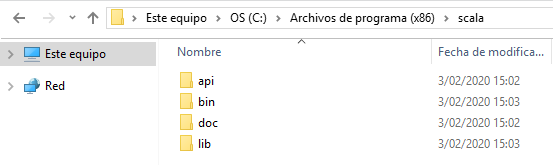 Este equipo > OS (C:) > Archivos de programa (x86) > scala
Nombre Fecha de modifica...
Este equipo
Red
api 3/02/2020 15:02
bin 3/02/2020 15:03
doc 3/02/2020 15:02
lib 3/02/2020 15:03